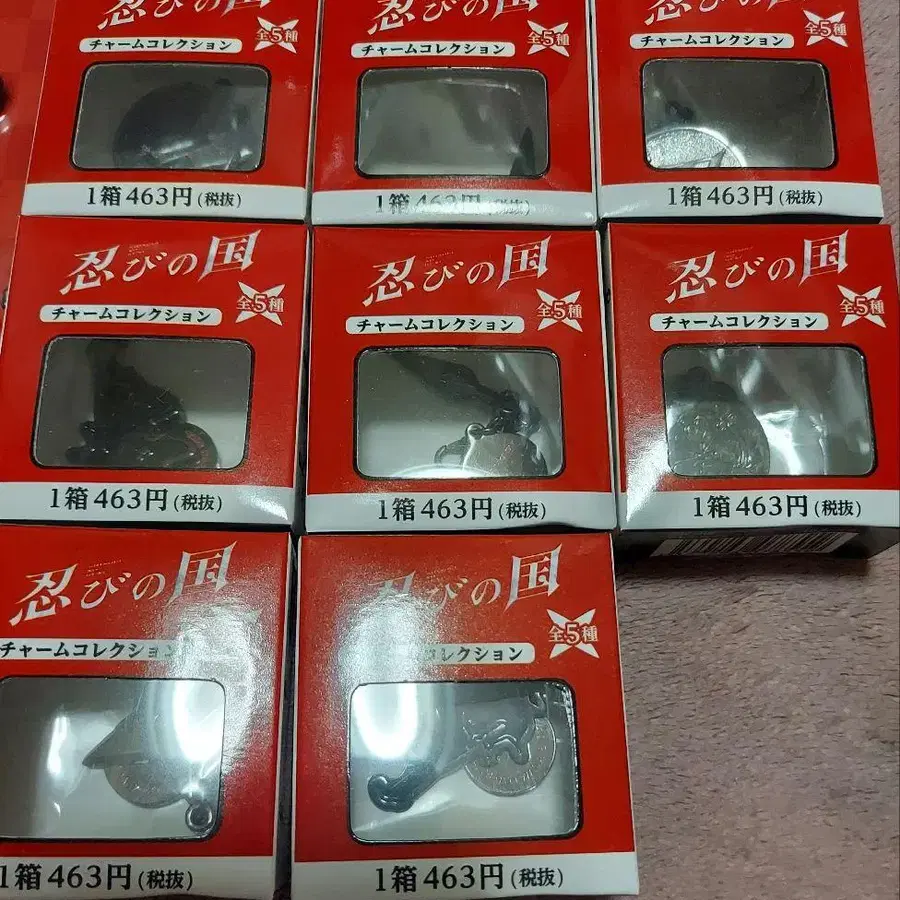 忍びの国
全5種
チャームコレクション
1箱 463円 (税抜)
忍びの国
全5種
チャームコレクション
1箱 463円 (税抜)
忍びの国
全5種
チャームコレクション
1箱 463円 (税抜)
忍びの国
全5種
チャームコレクション
1箱 463円 (税抜)
忍びの国
全5種
チャームコレクション
1箱 463円 (税抜)
忍びの国
全5種
チャームコレクション
1箱 463円 (税抜)
忍びの国
チャームコレクション
1箱 463円 (税抜)
びの国
全5種
コレクション
1箱 463円 (税抜)